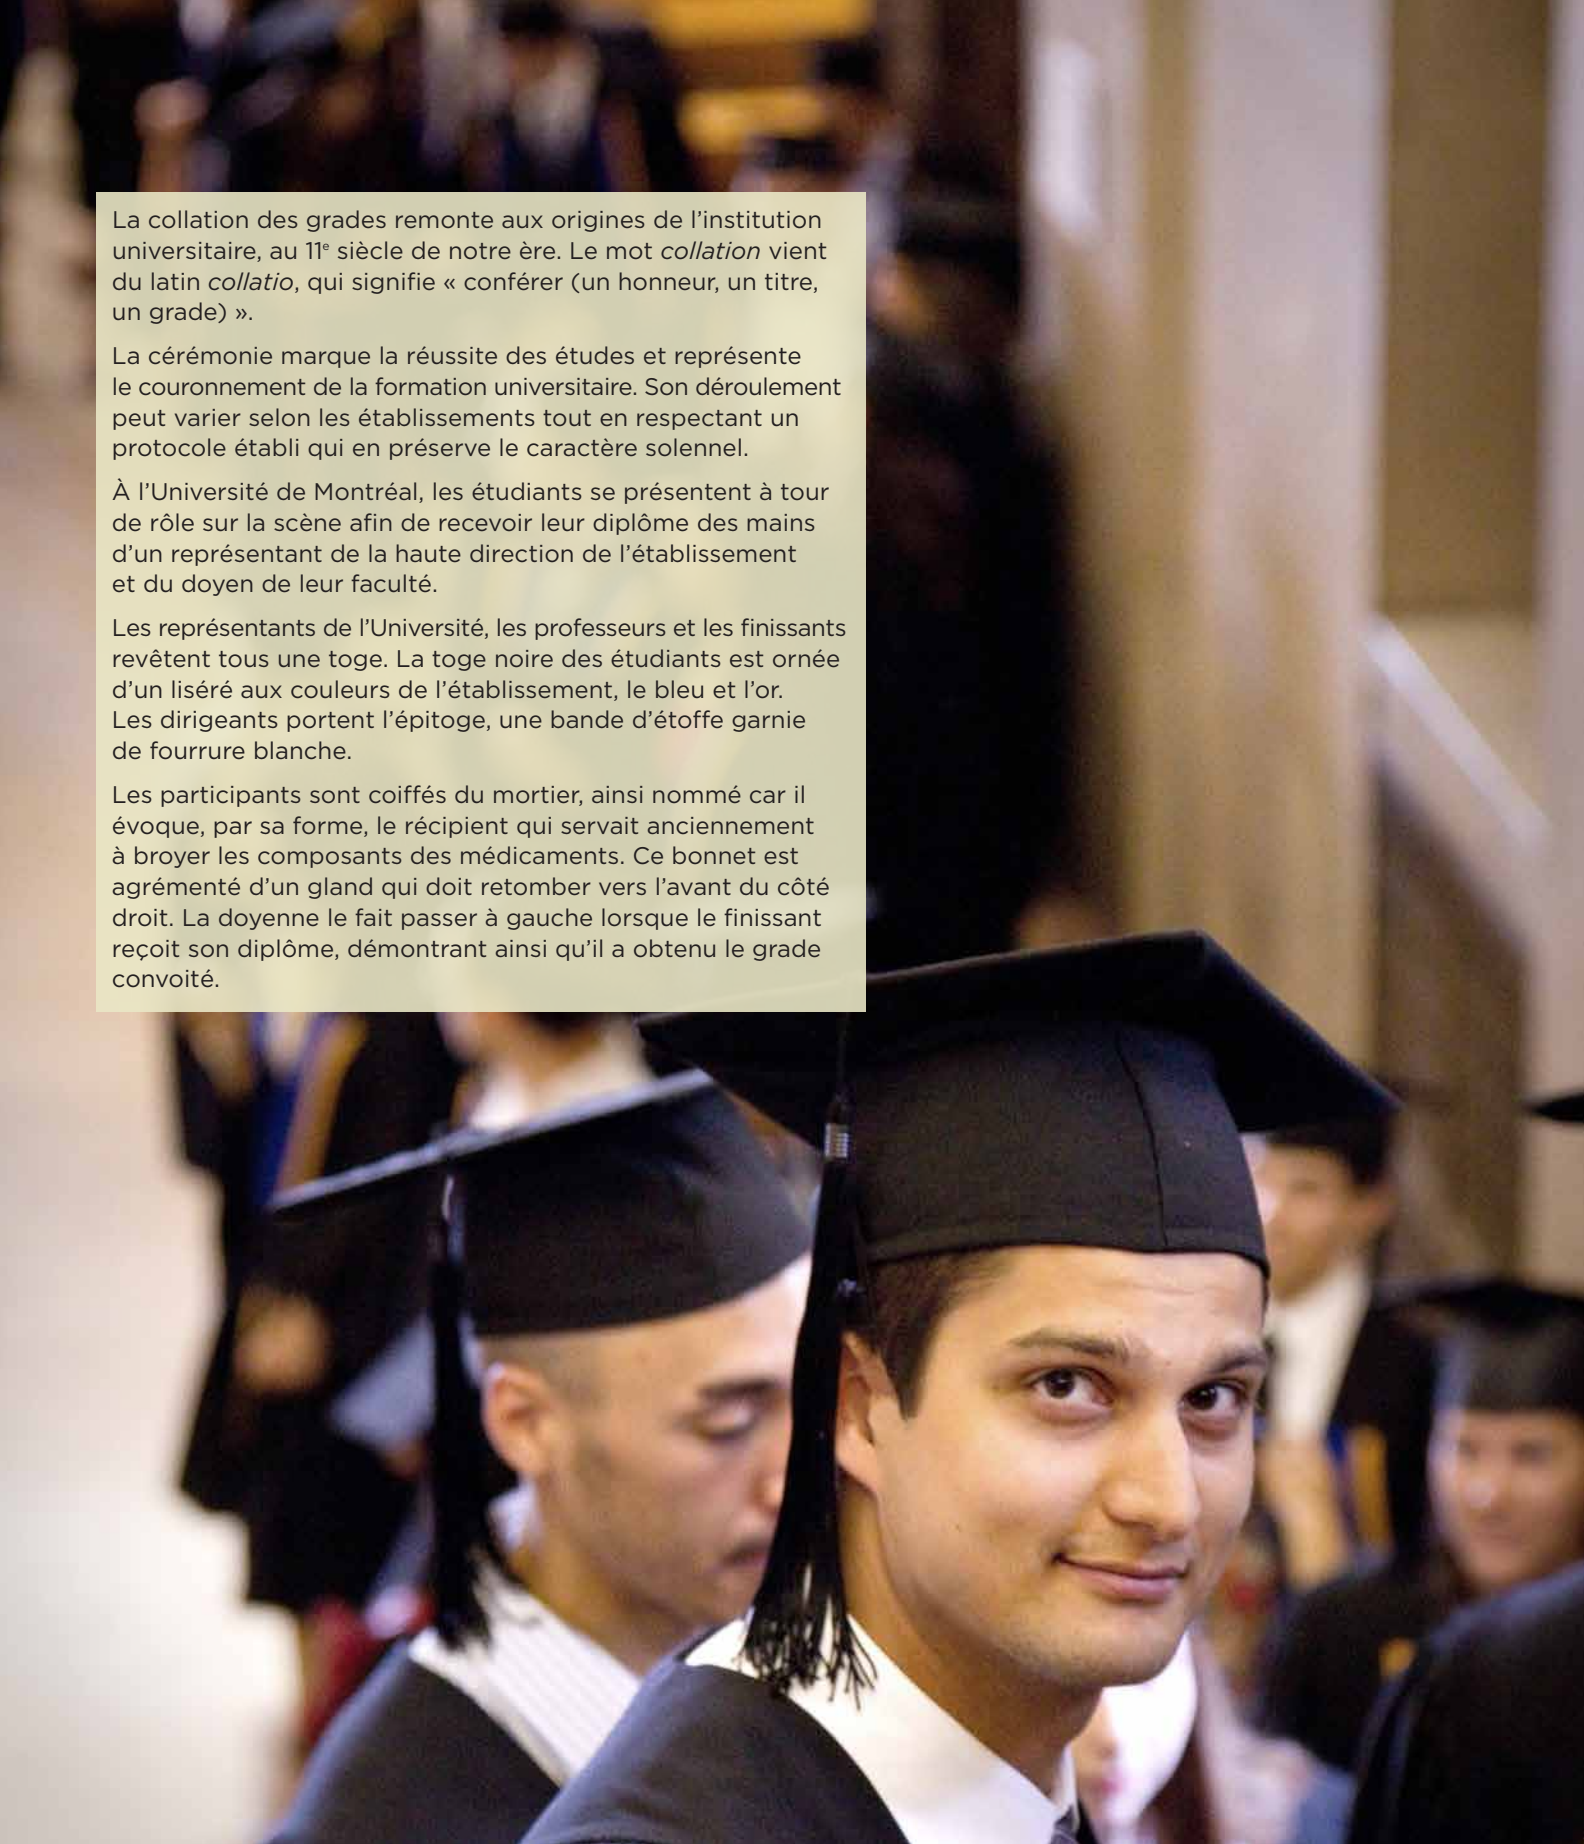 La collation des grades remonte aux origines de l’institution
universitaire, au 11e siècle de notre ère. Le mot collation vient
du latin collatio, qui signifie « conférer (un honneur, un titre,
un grade) ».
La cérémonie marque la réussite des études et représente
le couronnement de la formation universitaire. Son déroulement
peut varier selon les établissements tout en respectant un
protocole établi qui en préserve le caractère solennel.
À l’Université de Montréal, les étudiants se présentent à tour
de rôle sur la scène afin de recevoir leur diplôme des mains
d’un représentant de la haute direction de l’établissement
et du doyen de leur faculté.
Les représentants de l’Université, les professeurs et les finissants
revêtent tous une toge. La toge noire des étudiants est ornée
d’un liséré aux couleurs de l’établissement, le bleu et l’or.
Les dirigeants portent l’épitoge, une bande d’étoffe garnie
de fourrure blanche.
Les participants sont coiffés du mortier, ainsi nommé car il
évoque, par sa forme, le récipient qui servait anciennement
à broyer les composants des médicaments. Ce bonnet est
agrémenté d’un gland qui doit retomber vers l’avant du côté
droit. La doyenne le fait passer à gauche lorsque le finissant
reçoit son diplôme, démontrant ainsi qu’il a obtenu le grade
convoité.